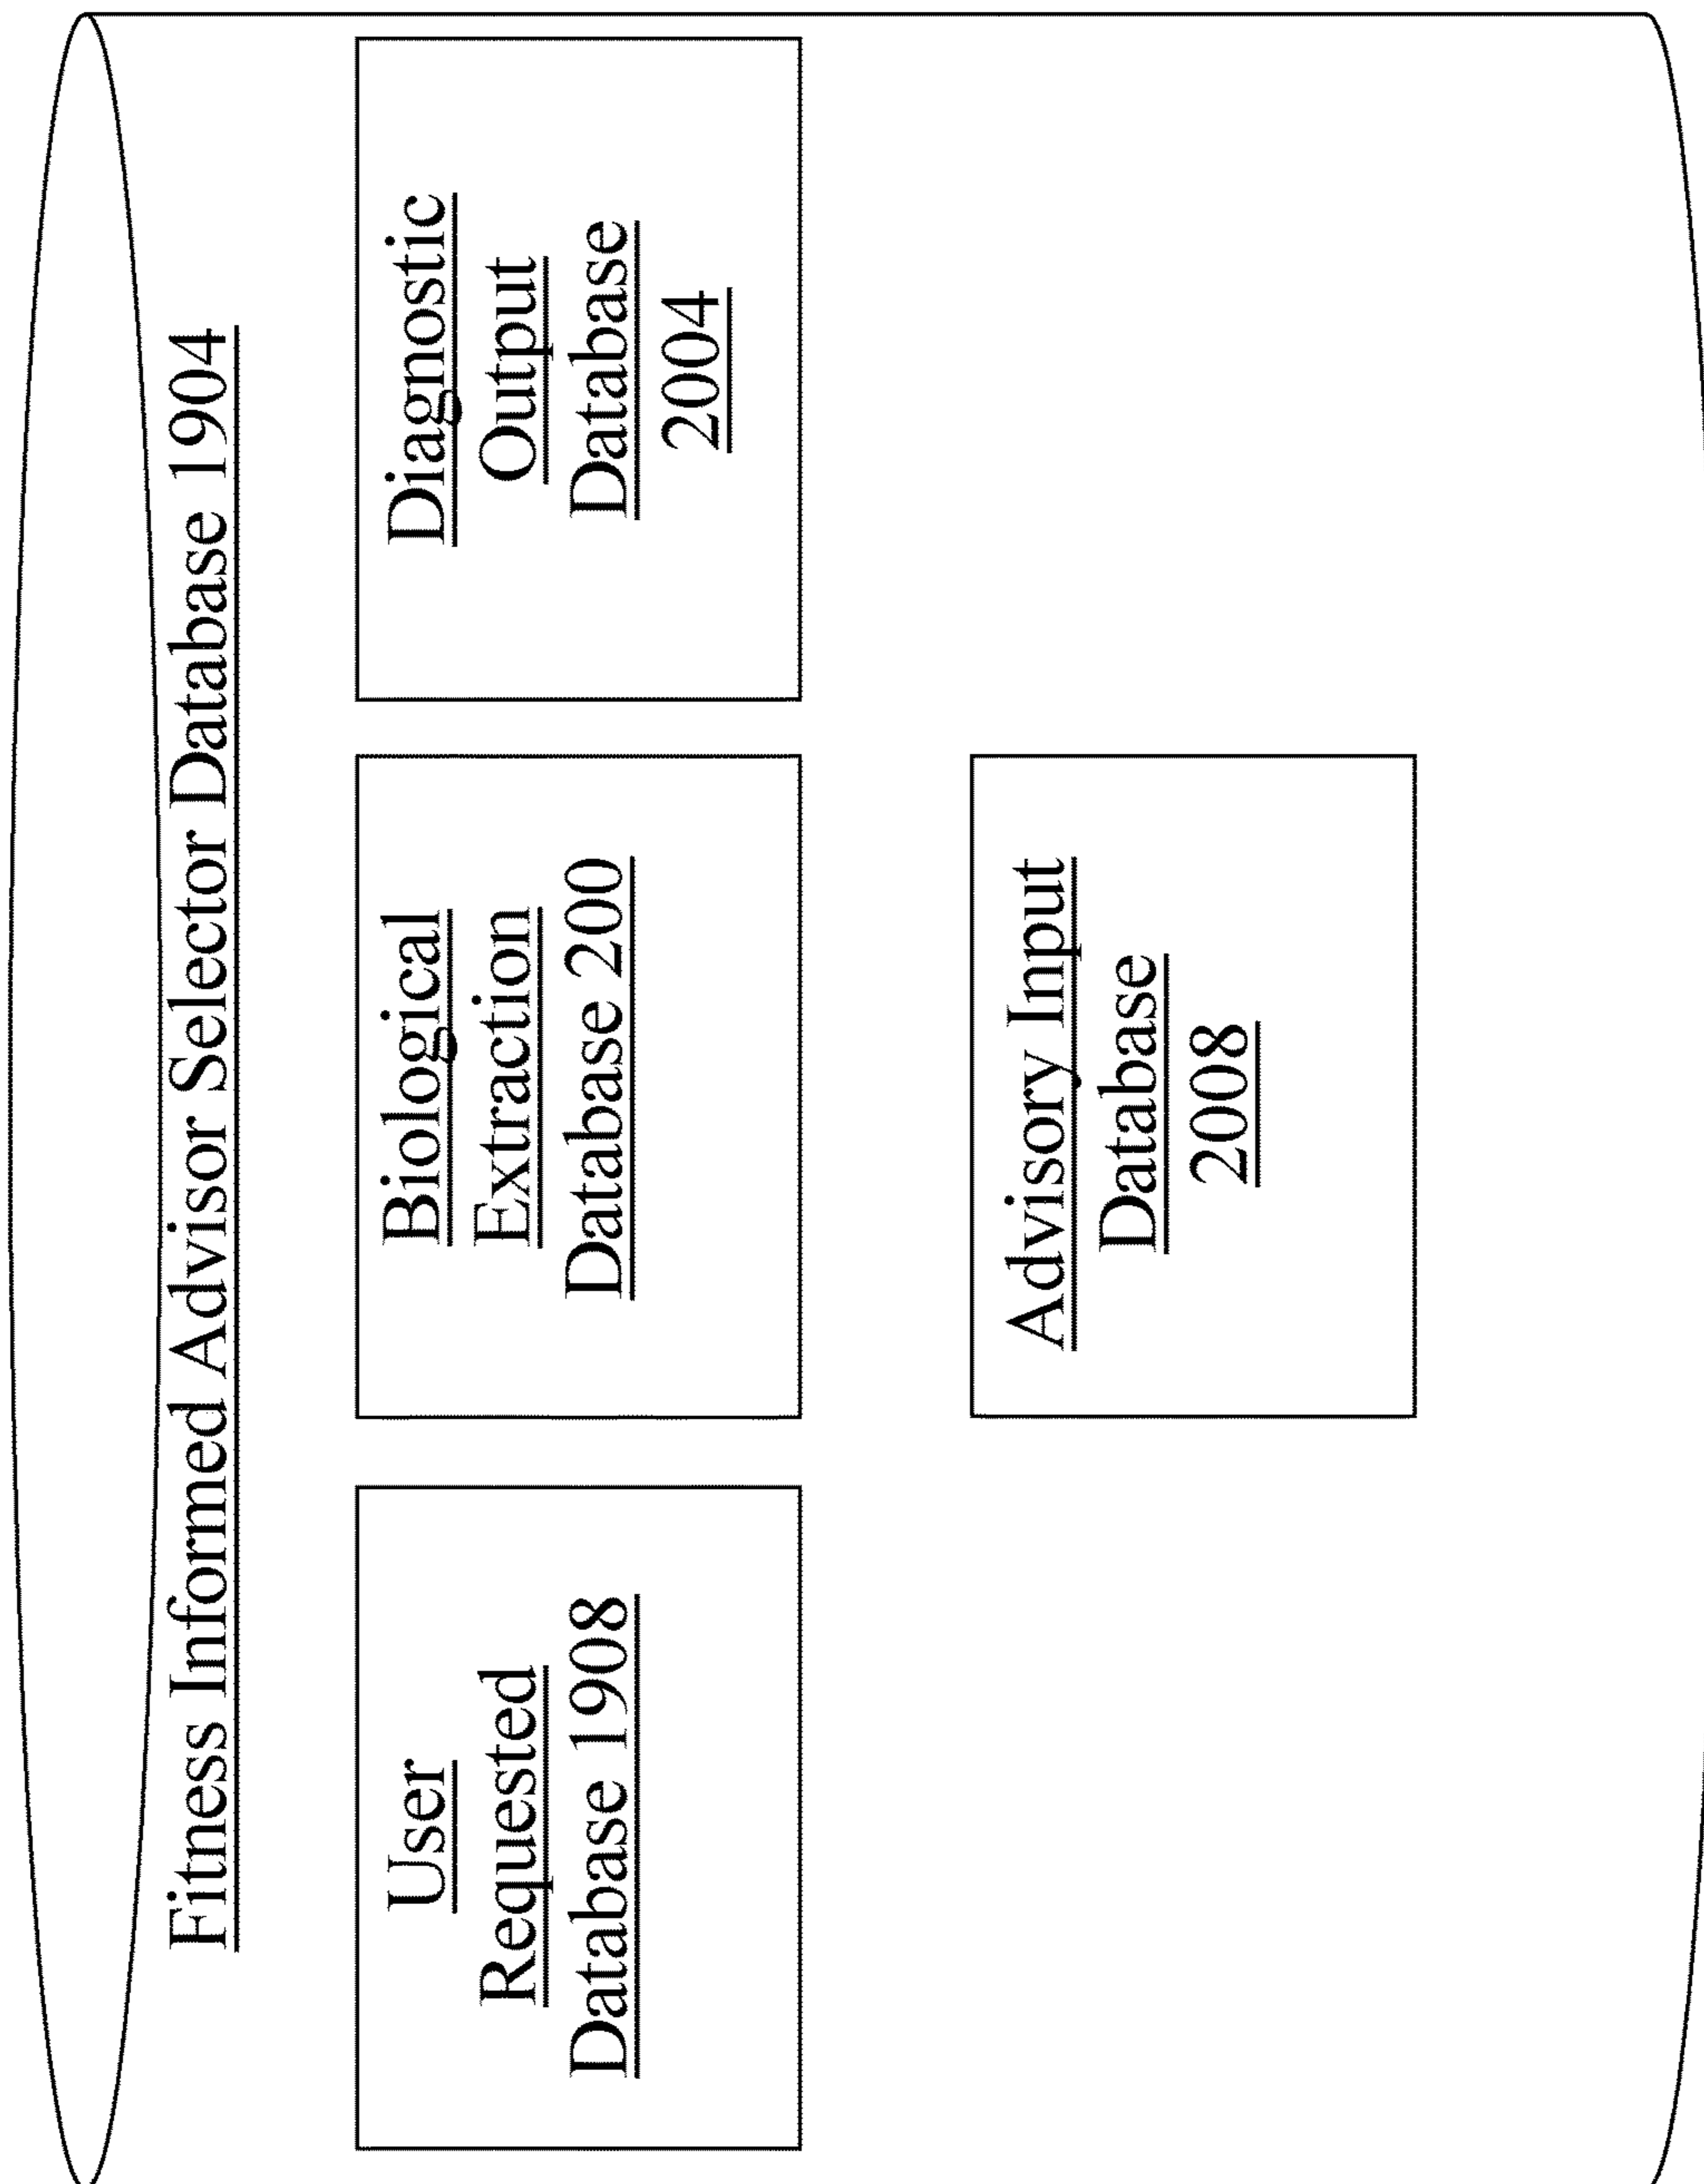 Fitness Informed Advisor Selector Database 1904
User
Requested
Database 1908
Biological
Extraction
Database 200
Diagnostic
Output
Database
2004
Advisory Input
Database
2008